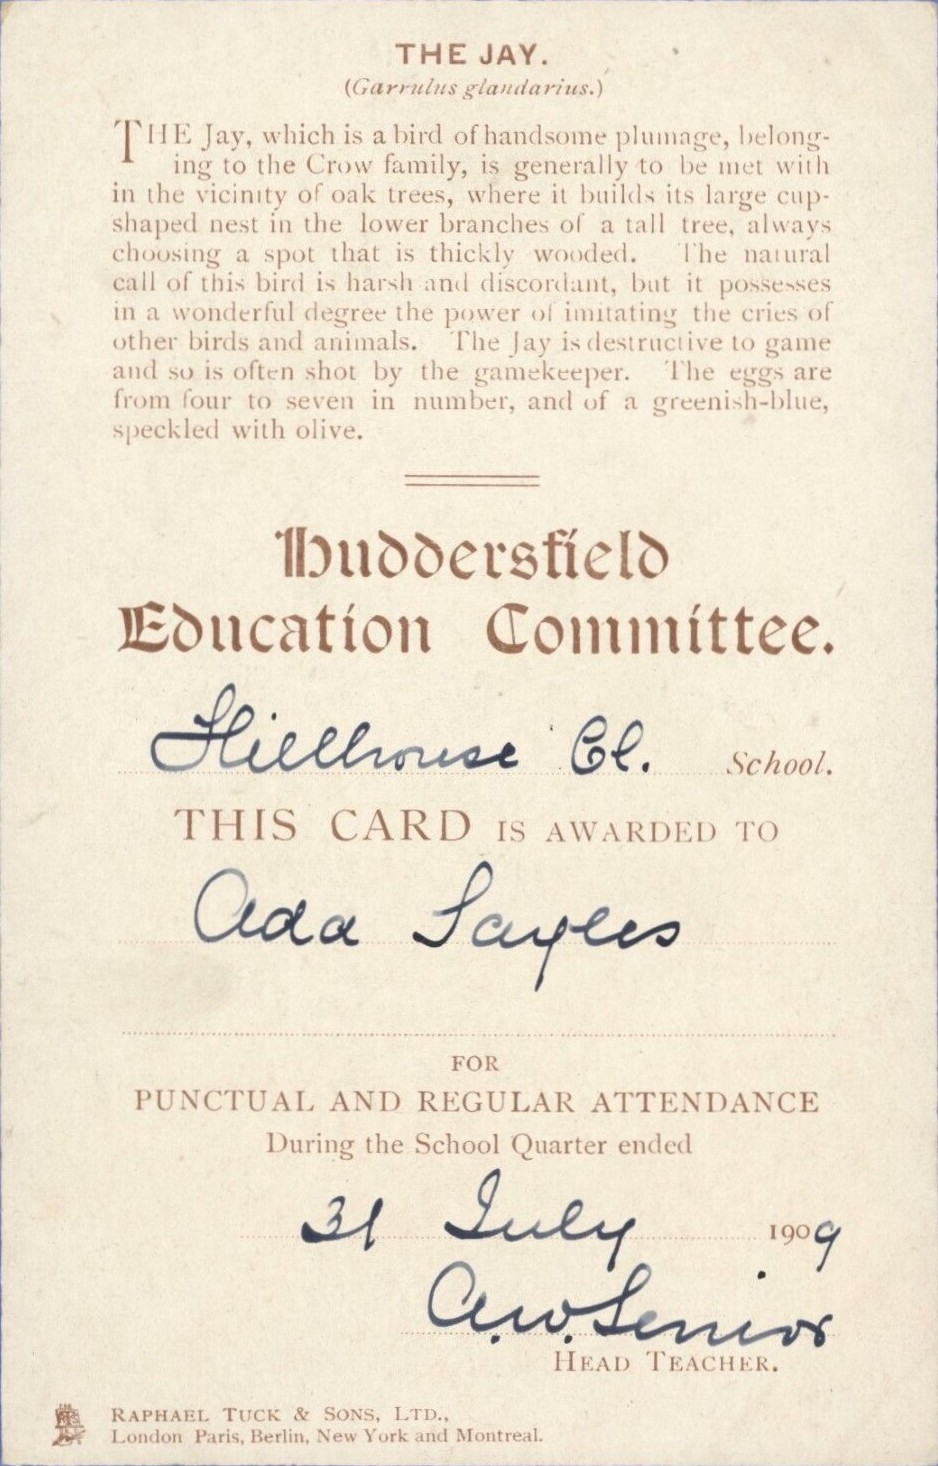 THE JAY.
(Garrulus glandarius.)
THE Jay, which is a bird of handsome plumage, belong-
ing to the Crow family, is generally to be met with
in the vicinity of oak trees, where it builds its large cup-
shaped nest in the lower branches of a tall tree, always
choosing a spot that is thickly wooded. The natural
call of this bird is harsh and discordant, but it possesses
in a wonderful degree the power of imitating the cries of
other birds and animals. The Jay is destructive to game
and so is often shot by the gamekeeper. The eggs are
from four to seven in number, and of a greenish-blue,
speckled with olive.
Huddersfield
Education Committee.
Hillhouse Cl. School.
THIS CARD IS AWARDED TO
Ada Sayles
FOR
PUNCTUAL AND REGULAR ATTENDANCE
During the School Quarter ended
31 July 1909
A.W. Senior
HEAD TEACHER.
RAPHAEL TUCK & SONS, LTD.,
London Paris, Berlin, New York and Montreal.